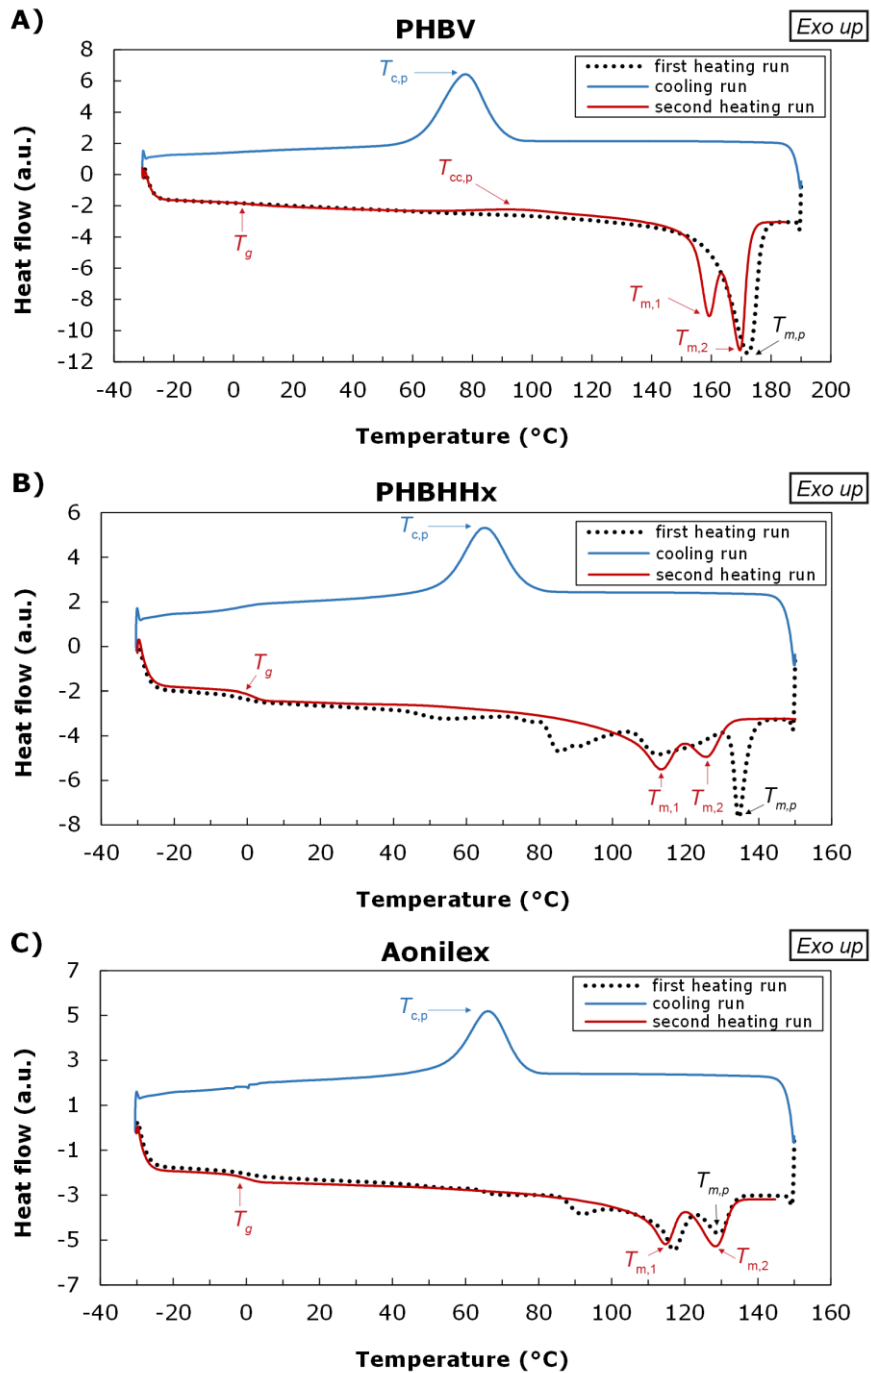 A)
PHBV
Exo up
first heating run
cooling run
second heating run
Tc,p
Tcc,p
Tg
Tm,1
Tm,2
Tm,p
8
6
4
2
0
-2
-4
-6
-8
-10
-12
Heat flow (a.u.)
-40 -20 0 20 40 60 80 100 120 140 160 180 200
Temperature (°C)
B)
PHBHHx
Exo up
first heating run
cooling run
second heating run
Tc,p
Tg
Tm,1
Tm,2
Tm,p
6
4
2
0
-2
-4
-6
-8
Heat flow (a.u.)
-40 -20 0 20 40 60 80 100 120 140 160
Temperature (°C)
C)
Aonilex
Exo up
first heating run
cooling run
second heating run
Tc,p
Tg
Tm,p
Tm,1
Tm,2
7
5
3
1
-1
-3
-5
-7
Heat flow (a.u.)
-40 -20 0 20 40 60 80 100 120 140 160
Temperature (°C)